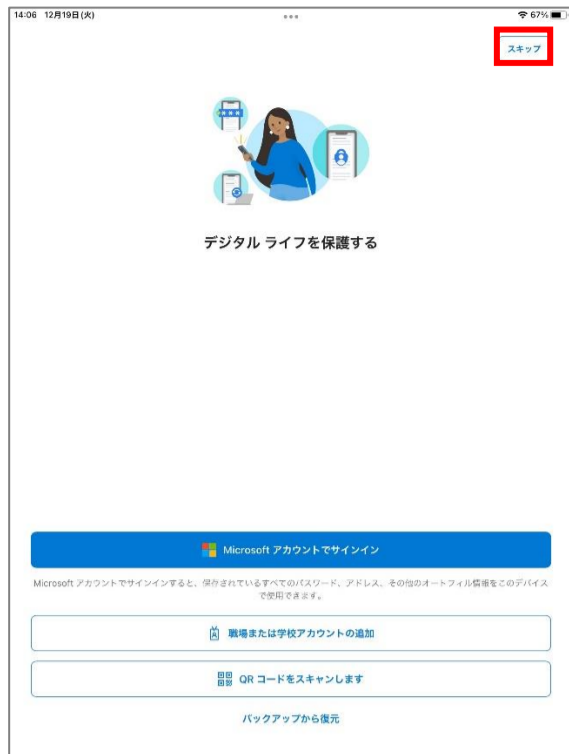 14:06 12月19日(火)
67%
スキップ
デジタル ライフを保護する
Microsoft アカウントでサインイン
Microsoft アカウントでサインインすると、保存されているすべてのパスワード、アドレス、その他のオートフィル情報をこのデバイス
で使用できます。
職場または学校アカウントの追加
QR コードをスキャンします
バックアップから復元